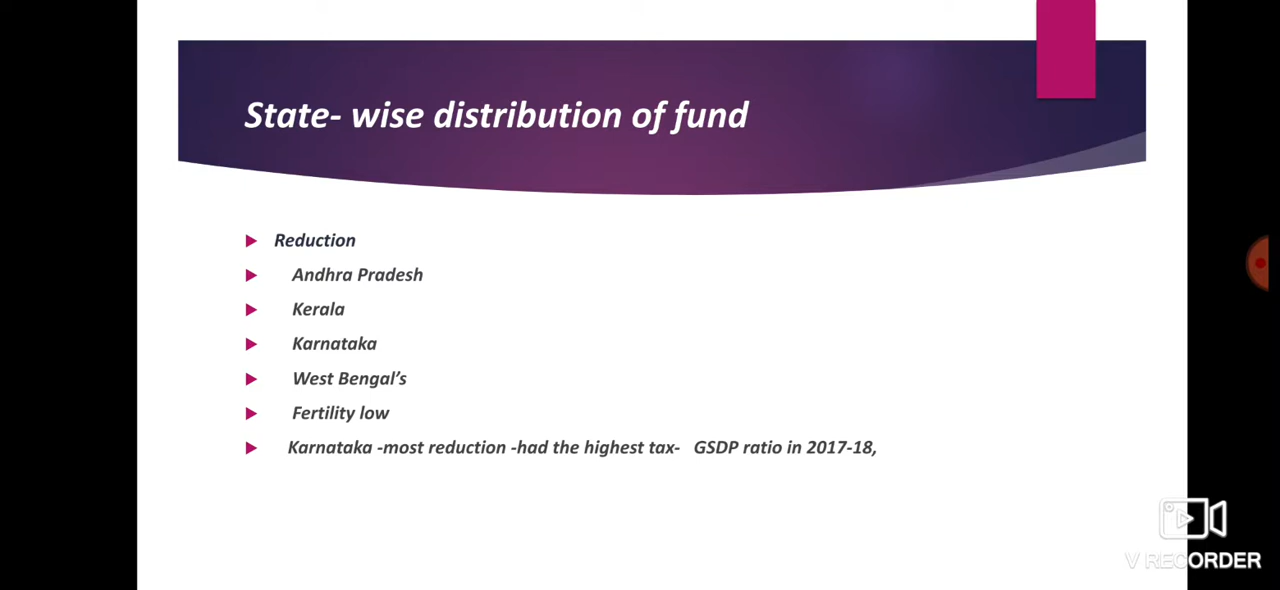 State- wise distribution of fund
Reduction
Andhra Pradesh
Kerala
Karnataka
West Bengal’s
Fertility low
Karnataka -most reduction -had the highest tax- GSDP ratio in 2017-18,
V RECORDER